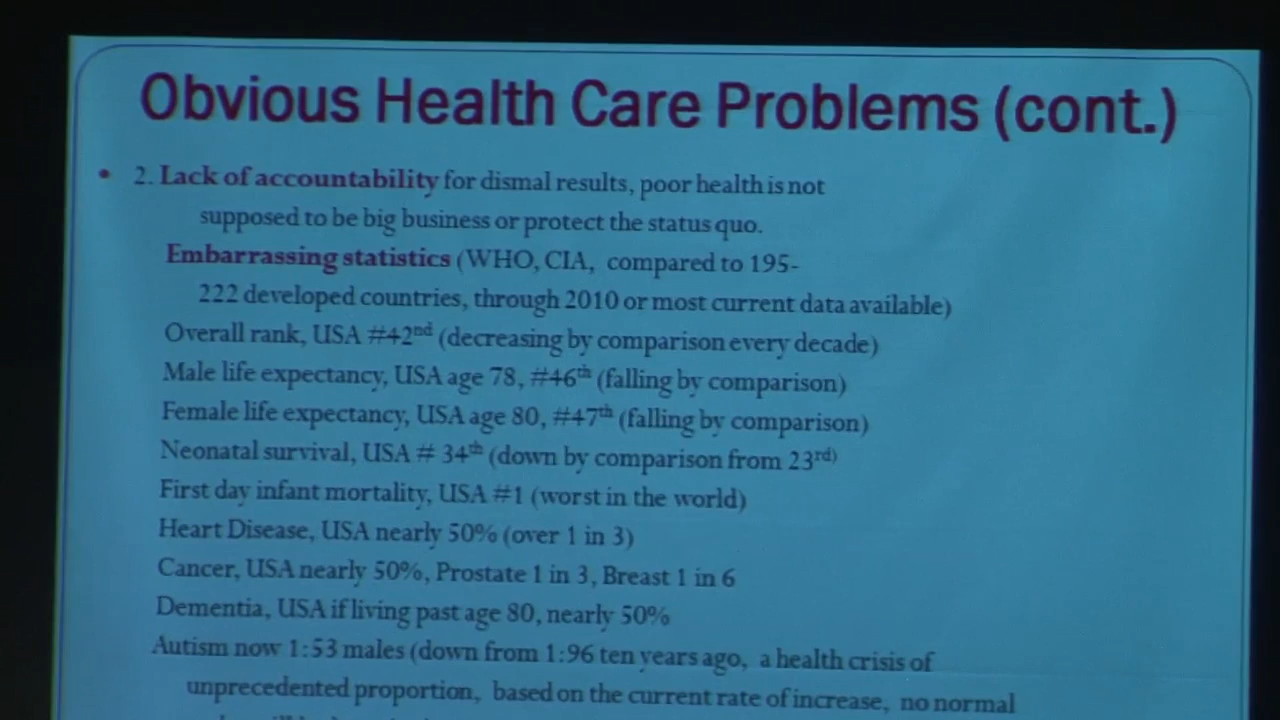 Obvious Health Care Problems (cont.)
• 2. Lack of accountability for dismal results, poor health is not
supposed to be big business or protect the status quo.
Embarrassing statistics (WHO, CIA, compared to 195-
222 developed countries, through 2010 or most current data available)
Overall rank, USA #42nd (decreasing by comparison every decade)
Male life expectancy, USA age 78, #46th (falling by comparison)
Female life expectancy, USA age 80, #47th (falling by comparison)
Neonatal survival, USA # 34th (down by comparison from 23rd)
First day infant mortality, USA #1 (worst in the world)
Heart Disease, USA nearly 50% (over 1 in 3)
Cancer, USA nearly 50%, Prostate 1 in 3, Breast 1 in 6
Dementia, USA if living past age 80, nearly 50%
Autism now 1:53 males (down from 1:96 ten years ago, a health crisis of
unprecedented proportion, based on the current rate of increase, no normal